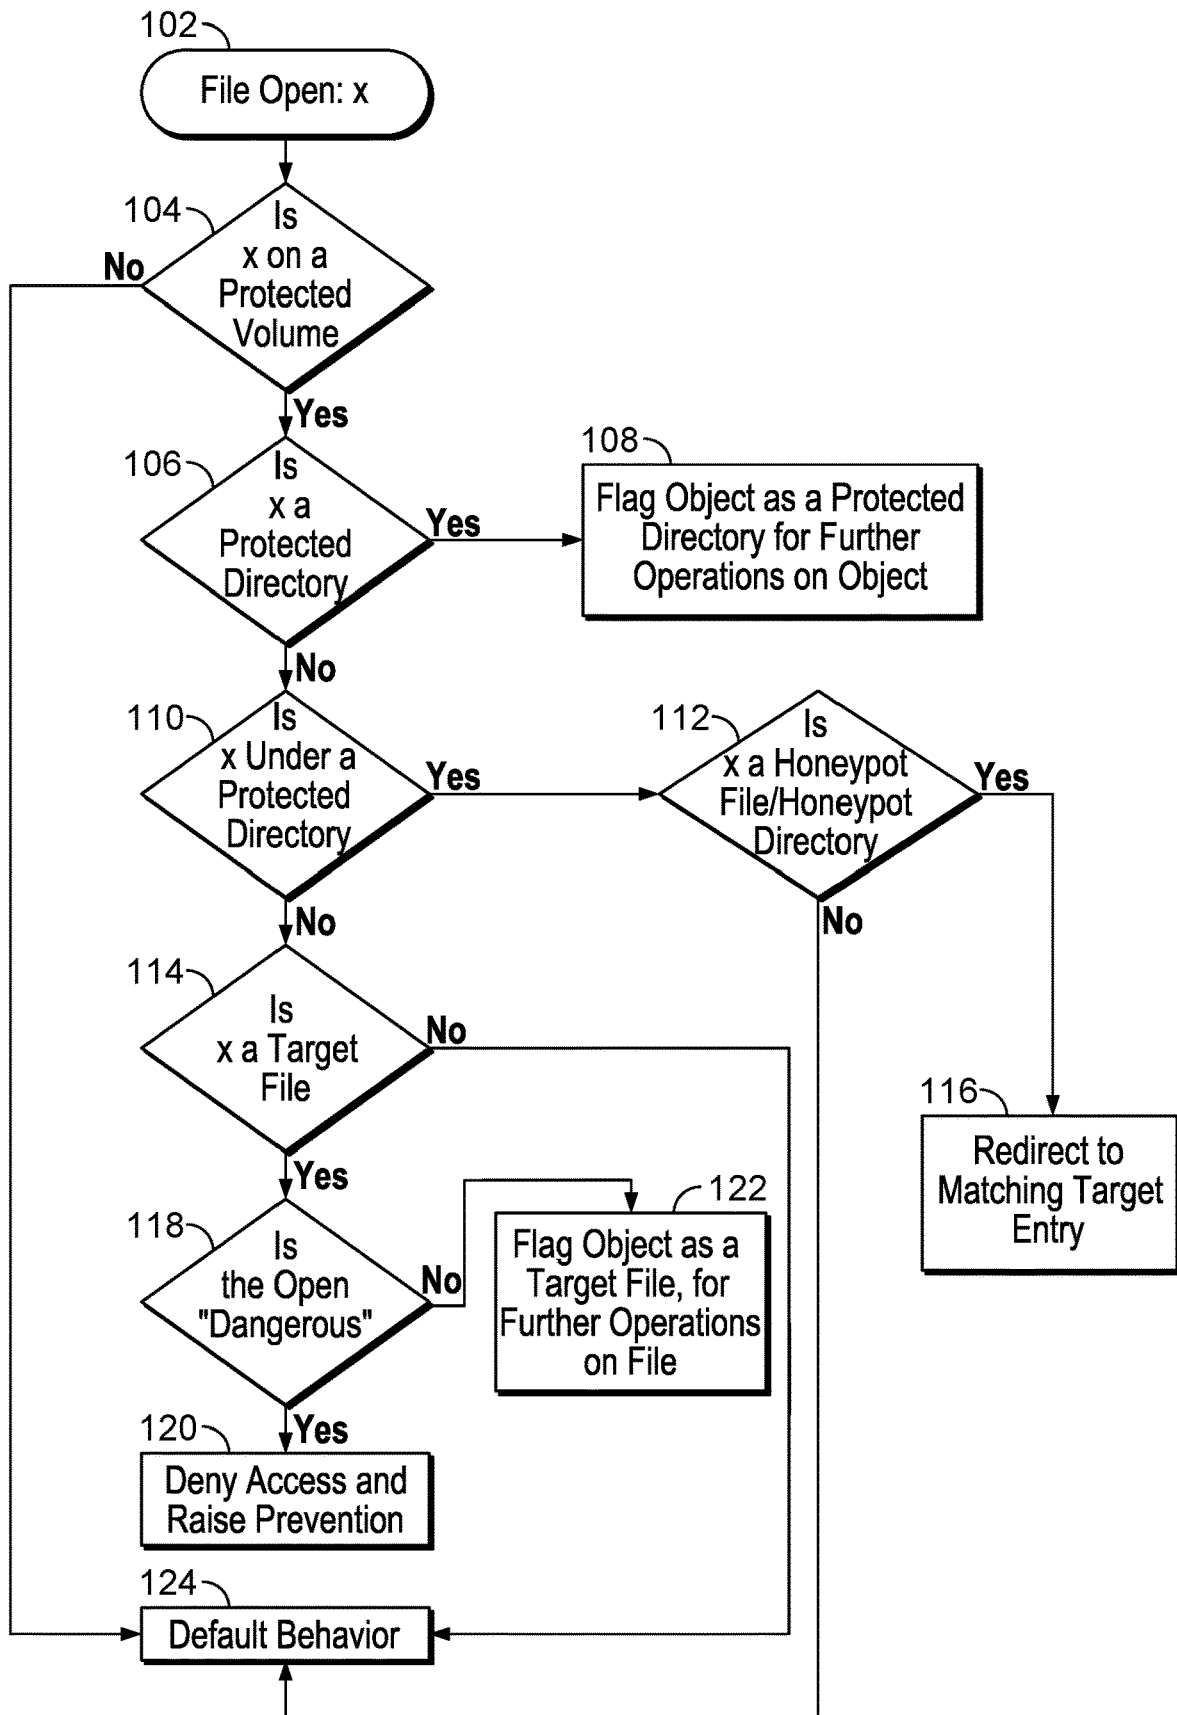 102
File Open: x
104
Is
x on a
Protected
Volume
No
Yes
106
Is
x a
Protected
Directory
Yes
108
Flag Object as a Protected
Directory for Further
Operations on Object
No
110
Is
x Under a
Protected
Directory
Yes
112
Is
x a Honeypot
File/Honeypot
Directory
Yes
No
No
114
Is
x a Target
File
No
116
Redirect to
Matching Target
Entry
Yes
118
Is
the Open
"Dangerous"
No
122
Flag Object as a
Target File, for
Further Operations
on File
Yes
120
Deny Access and
Raise Prevention
124
Default Behavior